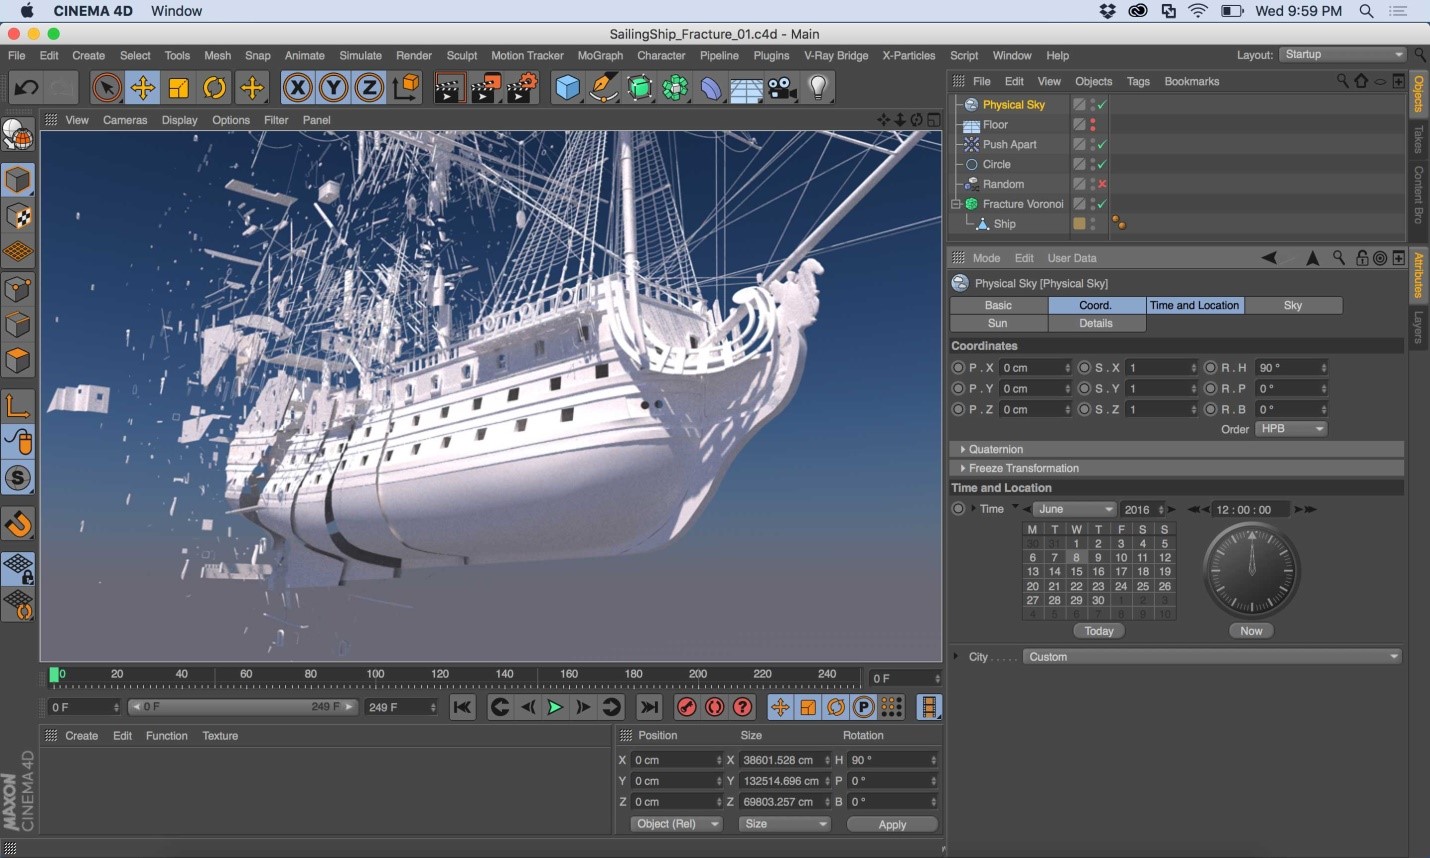 CINEMA 4D Window Wed 9:59 PM
SailingShip_Fracture_01.c4d - Main
File Edit Create Select Tools Mesh Snap Animate Simulate Render Sculpt Motion Tracker MoGraph Character Pipeline Plugins V-Ray Bridge X-Particles Script Window Help Layout: Startup
X Y Z
File Edit View Objects Tags Bookmarks
View Cameras Display Options Filter Panel
Physical Sky
Floor
Push Apart
Circle
Random
Fracture Voronoi
Ship
Objects
Takes
Content Bro
Mode Edit User Data
Attributes
Layers
Physical Sky [Physical Sky]
Basic Coord. Time and Location Sky
Sun Details
Coordinates
P . X 0 cm S . X 1 R . H 90 °
P . Y 0 cm S . Y 1 R . P 0 °
P . Z 0 cm S . Z 1 R . B 0 °
Order HPB
Quaternion
Freeze Transformation
Time and Location
Time June 2016 12 : 00 : 00
M T W T F S S
30 31 1 2 3 4 5
6 7 8 9 10 11 12
13 14 15 16 17 18 19
20 21 22 23 24 25 26
27 28 29 30 1 2 3
4 5 6 7 8 9 10
Today Now
City . . . . . Custom
S
0 20 40 60 80 100 120 140 160 180 200 220 240 0 F
0 F 0 F 249 F 249 F ? P
Create Edit Function Texture
Position Size Rotation
X 0 cm X 38601.528 cm H 90 °
Y 0 cm Y 132514.696 cm P 0 °
Z 0 cm Z 69803.257 cm B 0 °
Object (Rel) Size Apply
MAXON
CINEMA 4D